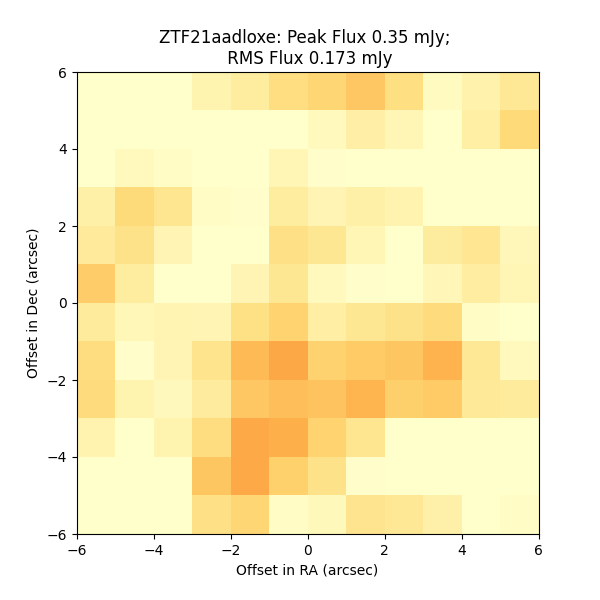 ZTF21aadloxe: Peak Flux 0.35 mJy;
RMS Flux 0.173 mJy
6
4
2
0
−2
−4
−6
Offset in Dec (arcsec)
−6 −4 −2 0 2 4 6
Offset in RA (arcsec)